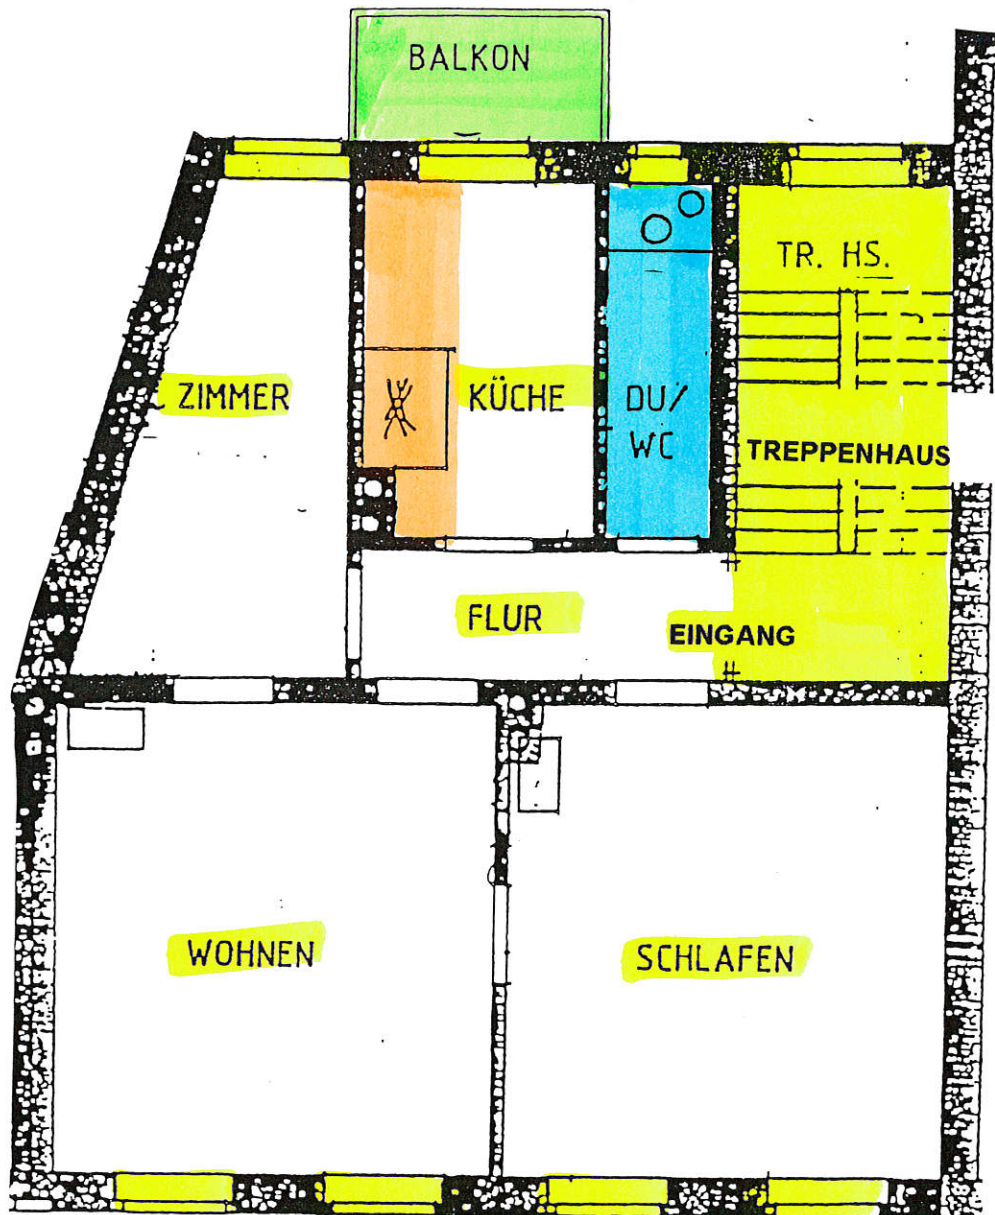 BALKON
TR. HS.
ZIMMER
KÜCHE
DU/
WC
TREPPENHAUS
FLUR
EINGANG
WOHNEN
SCHLAFEN